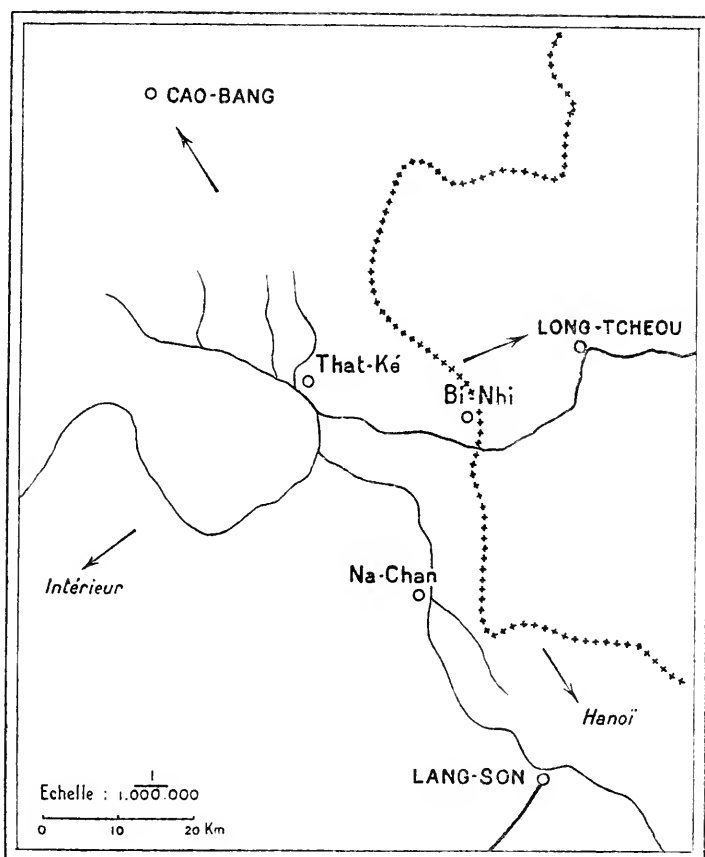 CAO-BANG
LONG-TCHEOU
That-Ké
Bi-Nhi
Na-Chan
Intérieur
Hanoï
LANG-SON
Echelle : 1
1.000.000
0 10 20 Km